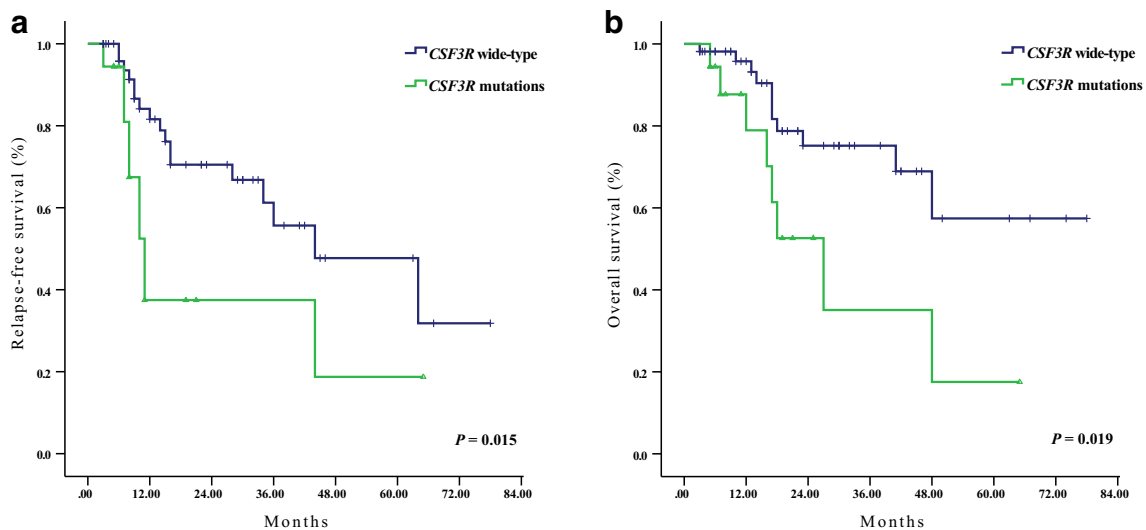 a
CSF3R wide-type
CSF3R mutations
Relapse-free survival (%)
1.0
0.8
0.6
0.4
0.2
0.0
P = 0.015
.00 12.00 24.00 36.00 48.00 60.00 72.00 84.00
Months
b
CSF3R wide-type
CSF3R mutations
Overall survival (%)
1.0
0.8
0.6
0.4
0.2
0.0
P = 0.019
.00 12.00 24.00 36.00 48.00 60.00 72.00 84.00
Months